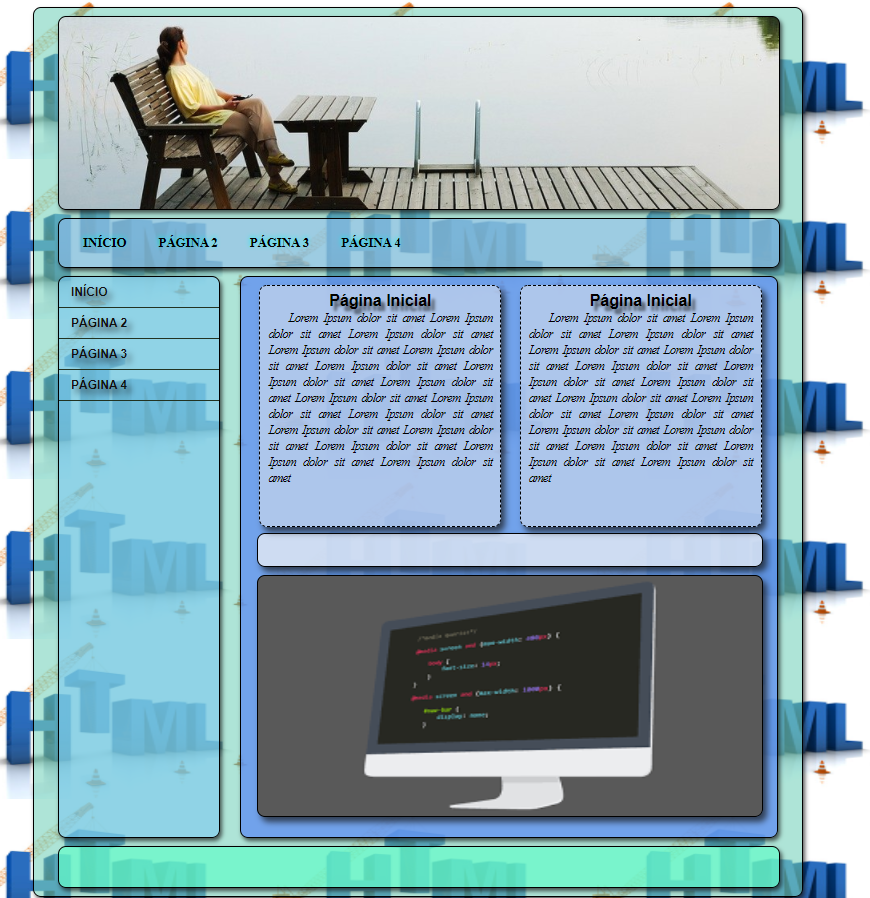 INÍCIO PÁGINA 2 PÁGINA 3 PÁGINA 4
INÍCIO
PÁGINA 2
PÁGINA 3
PÁGINA 4
Página Inicial
Lorem Ipsum dolor sit amet Lorem Ipsum
dolor sit amet Lorem Ipsum dolor sit amet
Lorem Ipsum dolor sit amet Lorem Ipsum dolor
sit amet Lorem Ipsum dolor sit amet Lorem
Ipsum dolor sit amet Lorem Ipsum dolor sit
amet Lorem Ipsum dolor sit amet Lorem Ipsum
dolor sit amet Lorem Ipsum dolor sit amet
Lorem Ipsum dolor sit amet Lorem Ipsum dolor
sit amet Lorem Ipsum dolor sit amet Lorem
Ipsum dolor sit amet Lorem Ipsum dolor sit
amet
Página Inicial
Lorem Ipsum dolor sit amet Lorem Ipsum
dolor sit amet Lorem Ipsum dolor sit amet
Lorem Ipsum dolor sit amet Lorem Ipsum dolor
sit amet Lorem Ipsum dolor sit amet Lorem
Ipsum dolor sit amet Lorem Ipsum dolor sit
amet Lorem Ipsum dolor sit amet Lorem Ipsum
dolor sit amet Lorem Ipsum dolor sit amet
Lorem Ipsum dolor sit amet Lorem Ipsum dolor
sit amet Lorem Ipsum dolor sit amet Lorem
Ipsum dolor sit amet Lorem Ipsum dolor sit
amet
body {
font-size: 14px;
}
}
display: none;
}
HTML